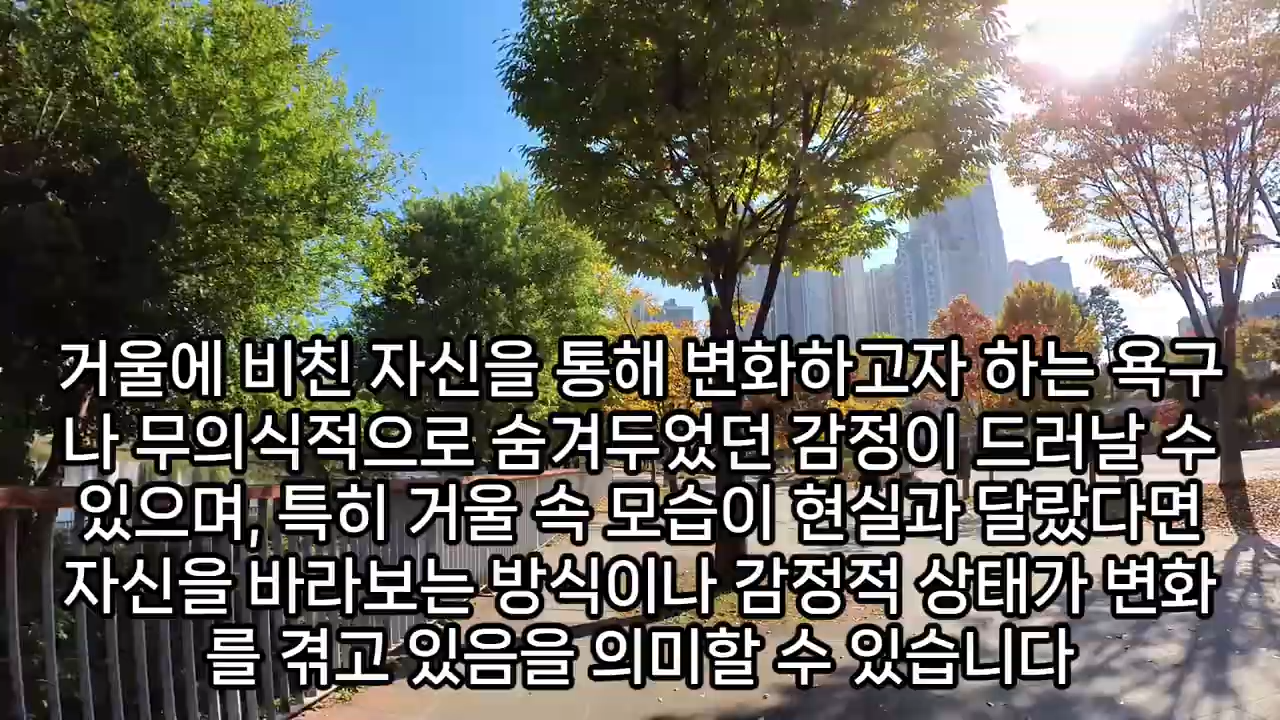 거울에 비친 자신을 통해 변화하고자 하는 욕구
나 무의식적으로 숨겨두었던 감정이 드러날 수
있으며, 특히 거울 속 모습이 현실과 달랐다면
자신을 바라보는 방식이나 감정적 상태가 변화
를 겪고 있음을 의미할 수 있습니다